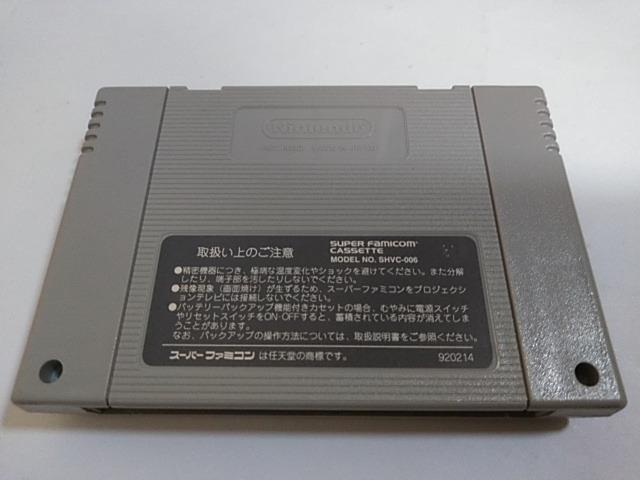 Nintendo
取扱い上のご注意
SUPER FAMICOM
CASSETTE
MODEL NO. SHVC-006
●精密機器につき、極端な温度変化やショックを避けてください。また分解
したり、端子部を汚したりしないでください。
●残像現象(画面焼け)が生ずるため、スーパーファミコンをプロジェクシ
ョンテレビには接続しないでください。
●バッテリーバックアップ機能付きカセットの場合、むやみに電源スイッチ
やリセットスイッチをON・OFFすると、蓄積されている内容が消えてしま
うことがあります。
なお、バックアップの操作方法については、取扱説明書をご参照ください。
スーパーファミコンは任天堂の商標です。
920214